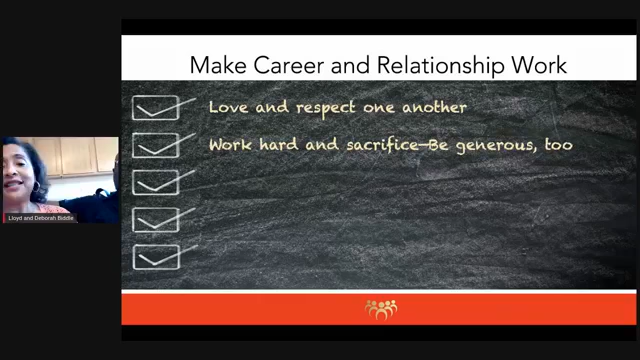 Make Career and Relationship Work
Love and respect one another
Work hard and sacrifice—Be generous, too
Lloyd and Deborah Biddle